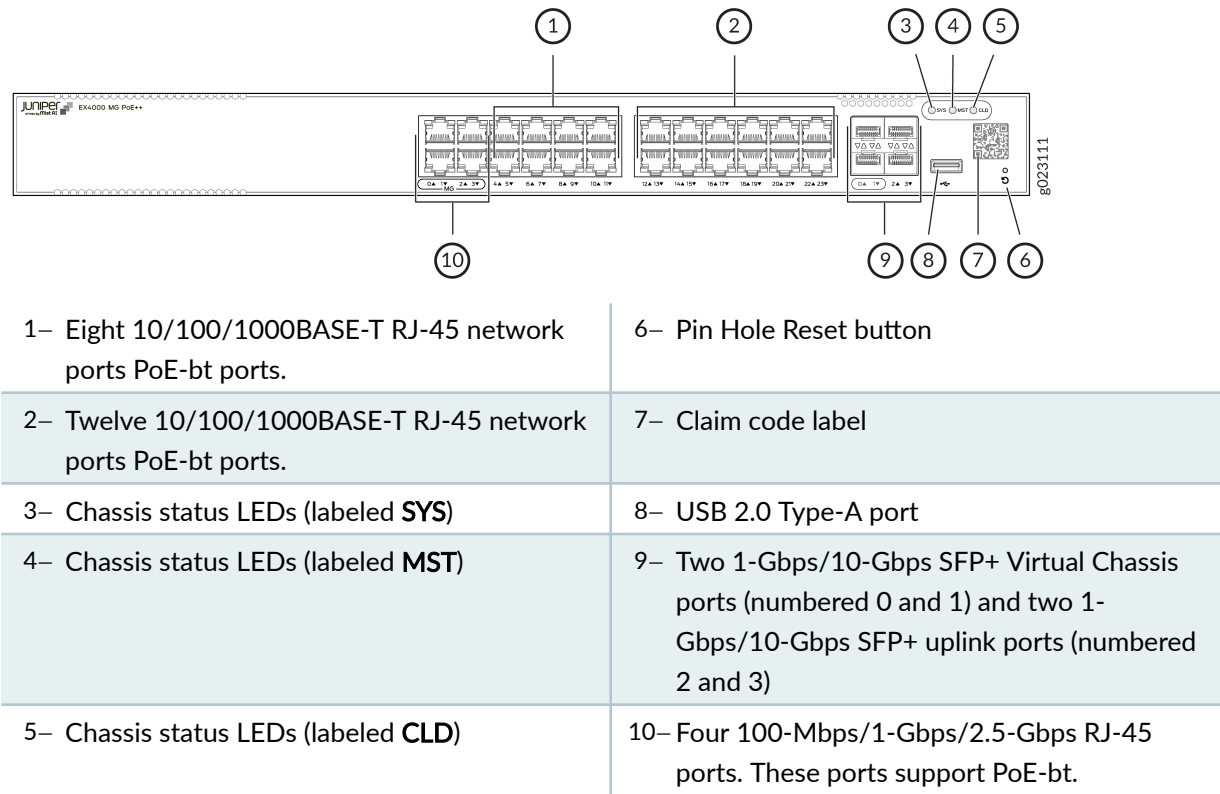 1 2 3 4 5
JUNIPEr
driven by Mist AI
EX4000 MG PoE++
SYS MST CLD
0▲ 1▼ 2▲ 3▼ 4▲ 5▼ 6▲ 7▼ 8▲ 9▼ 10▲ 11▼ 12▲ 13▼ 14▲ 15▼ 16▲ 17▼ 18▲ 19▼ 20▲ 21▼ 22▲ 23▼ 0▲ 1▼ 2▲ 3▼
MG
g023111
10 9 8 7 6
1– Eight 10/100/1000BASE-T RJ-45 network
ports PoE-bt ports.
6– Pin Hole Reset button
2– Twelve 10/100/1000BASE-T RJ-45 network
ports PoE-bt ports.
7– Claim code label
3– Chassis status LEDs (labeled SYS)
8– USB 2.0 Type-A port
4– Chassis status LEDs (labeled MST)
9– Two 1-Gbps/10-Gbps SFP+ Virtual Chassis
ports (numbered 0 and 1) and two 1-
Gbps/10-Gbps SFP+ uplink ports (numbered
2 and 3)
5– Chassis status LEDs (labeled CLD)
10– Four 100-Mbps/1-Gbps/2.5-Gbps RJ-45
ports. These ports support PoE-bt.